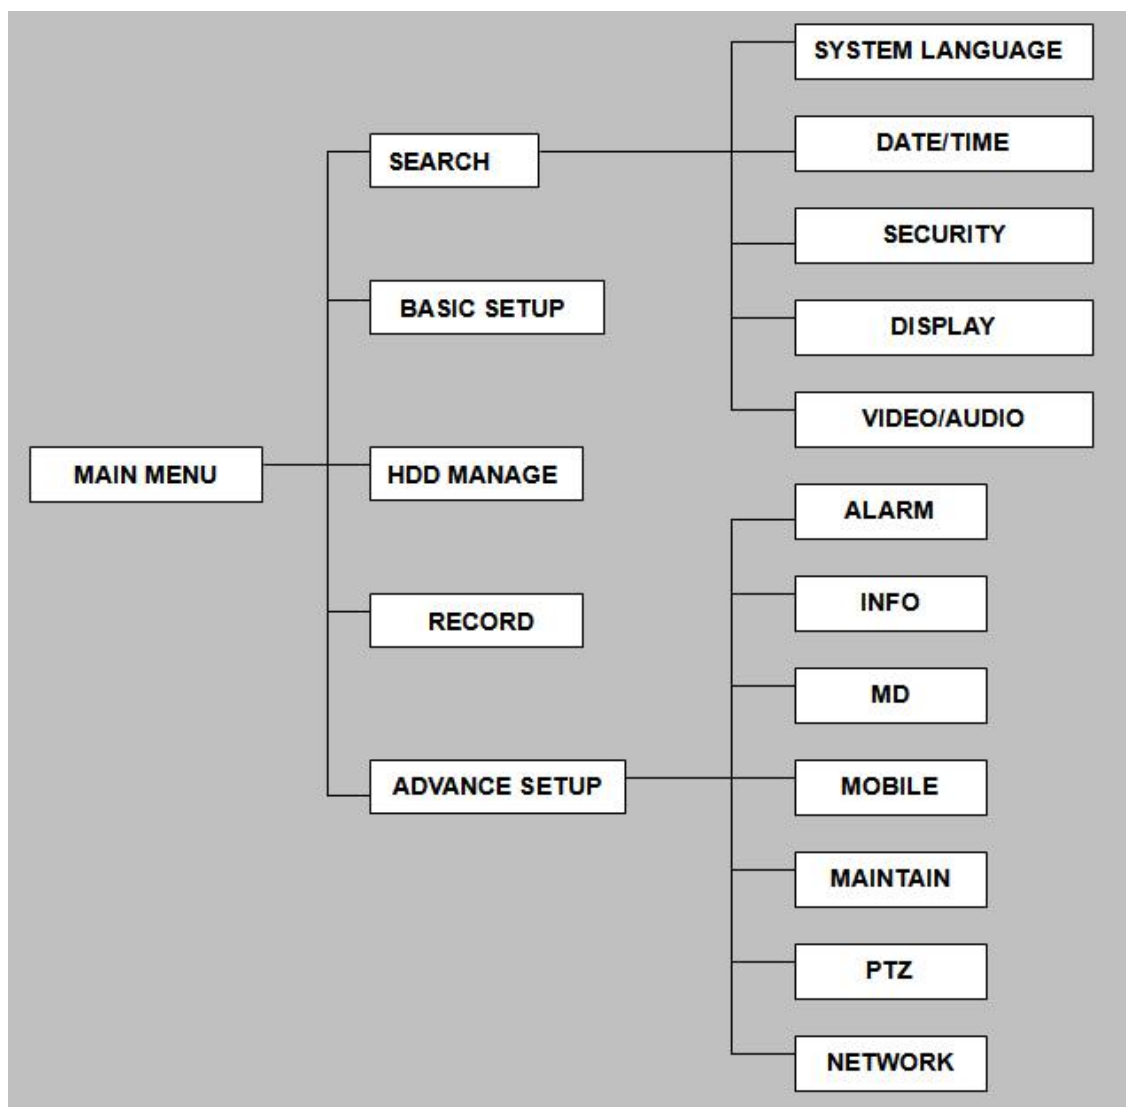 MAIN MENU
SEARCH
BASIC SETUP
HDD MANAGE
RECORD
ADVANCE SETUP
SYSTEM LANGUAGE
DATE/TIME
SECURITY
DISPLAY
VIDEO/AUDIO
ALARM
INFO
MD
MOBILE
MAINTAIN
PTZ
NETWORK